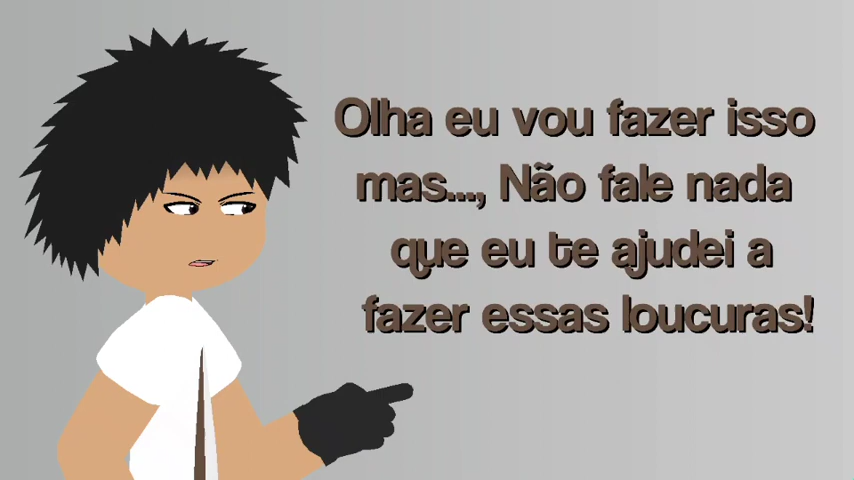 Olha eu vou fazer isso
mas..., Não fale nada
que eu te ajudei a
fazer essas loucuras!